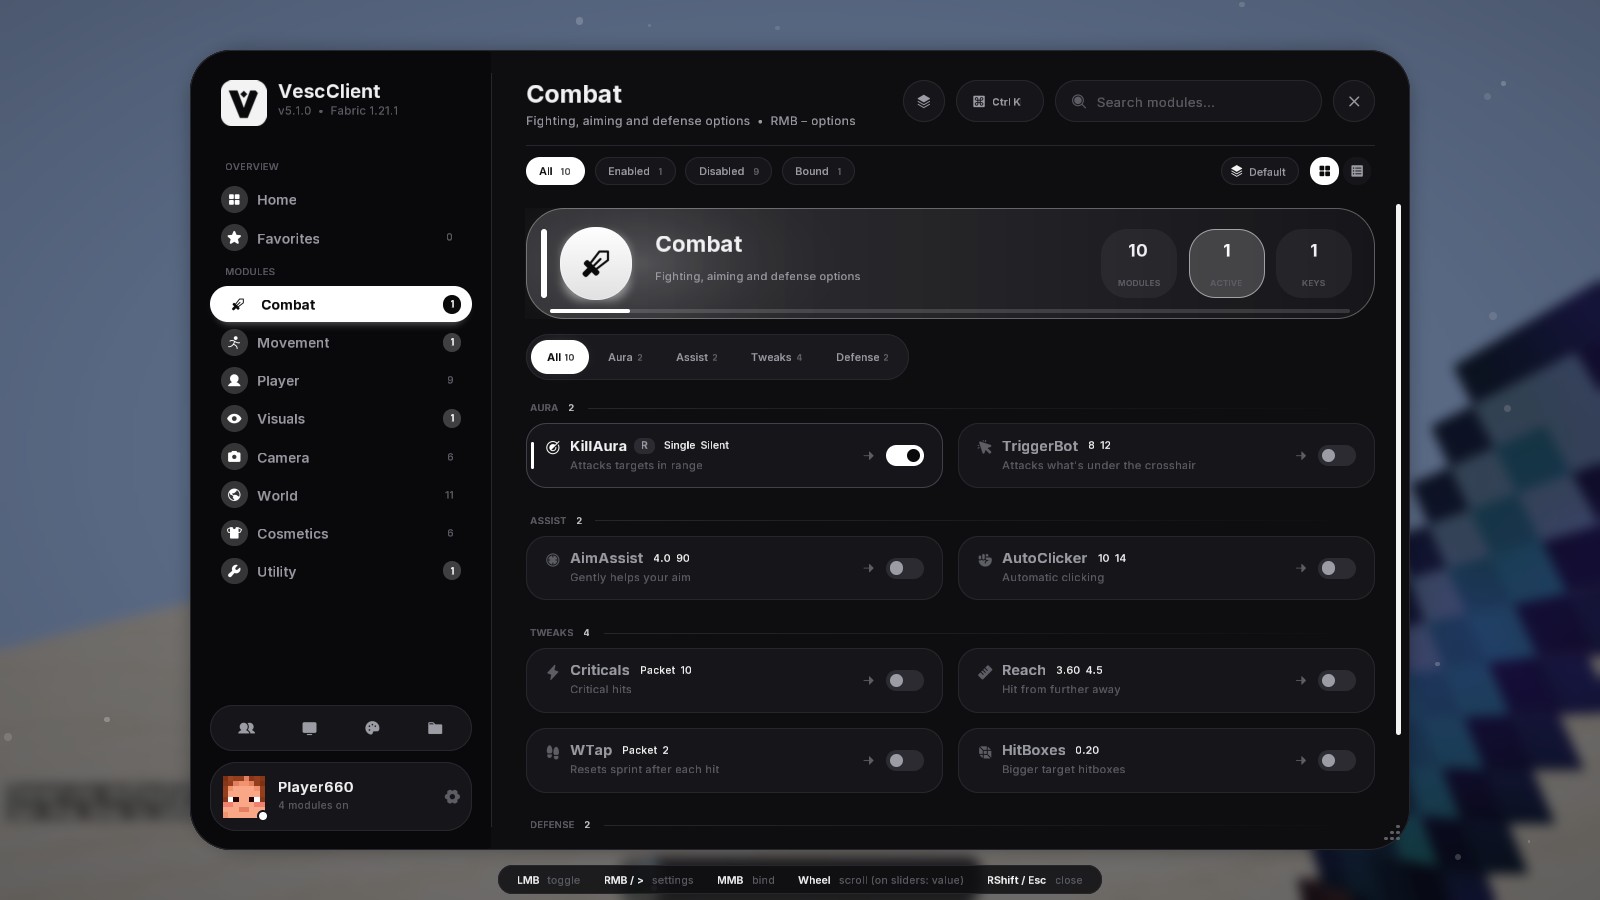 VescClient
v5.1.0 • Fabric 1.21.1
OVERVIEW
Home
Favorites 0
MODULES
Combat 1
Movement 1
Player 9
Visuals 1
Camera 6
World 11
Cosmetics 6
Utility 1
Player660
4 modules on
Combat
Fighting, aiming and defense options • RMB – options
Ctrl K
Search modules...
All 10
Enabled 1
Disabled 9
Bound 1
Default
Combat
Fighting, aiming and defense options
10
MODULES
1
ACTIVE
1
KEYS
All 10
Aura 2
Assist 2
Tweaks 4
Defense 2
AURA 2
KillAura R Single Silent
Attacks targets in range
TriggerBot 8 12
Attacks what's under the crosshair
ASSIST 2
AimAssist 4.0 90
Gently helps your aim
AutoClicker 10 14
Automatic clicking
TWEAKS 4
Criticals Packet 10
Critical hits
Reach 3.60 4.5
Hit from further away
WTap Packet 2
Resets sprint after each hit
HitBoxes 0.20
Bigger target hitboxes
DEFENSE 2
LMB toggle RMB / > settings MMB bind Wheel scroll (on sliders: value) RShift / Esc close